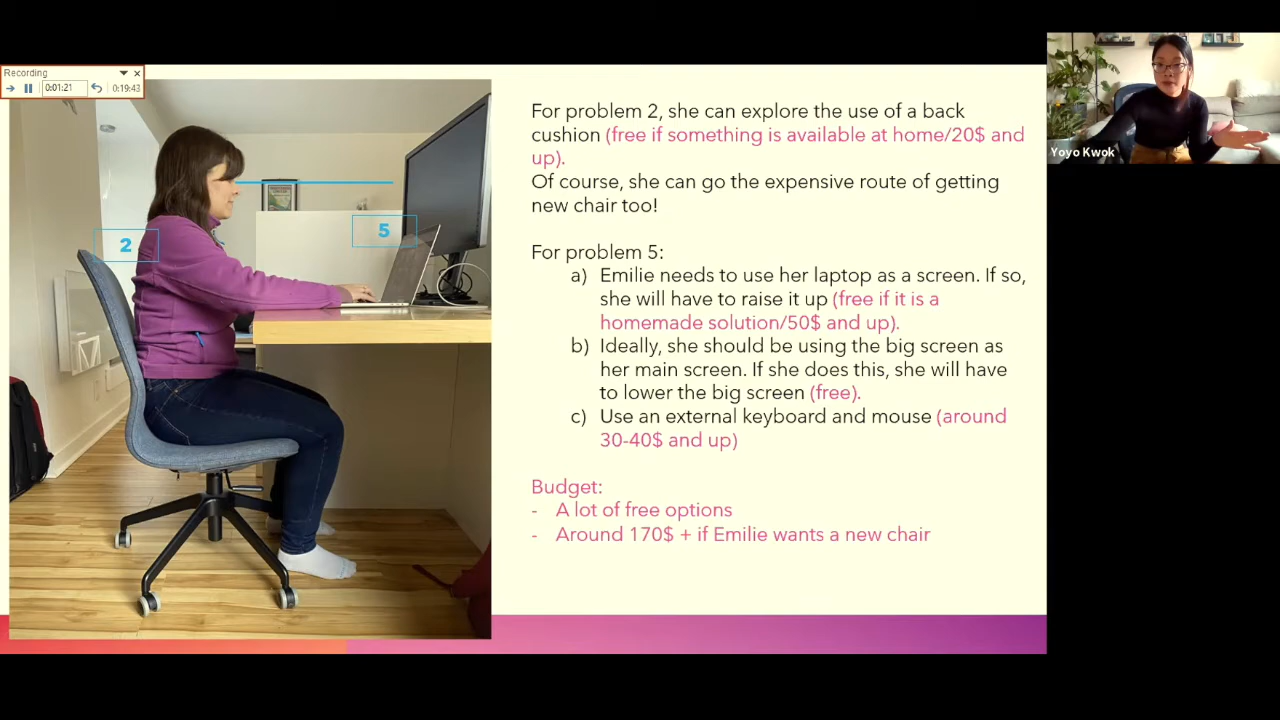 Recording
0:01:21
0:19:43
2
5
For problem 2, she can explore the use of a back
cushion (free if something is available at home/20$ and
up).
Of course, she can go the expensive route of getting
new chair too!
For problem 5:
a) Emilie needs to use her laptop as a screen. If so,
she will have to raise it up (free if it is a
homemade solution/50$ and up).
b) Ideally, she should be using the big screen as
her main screen. If she does this, she will have
to lower the big screen (free).
c) Use an external keyboard and mouse (around
30-40$ and up)
Budget:
- A lot of free options
- Around 170$ + if Emilie wants a new chair
Yoyo Kwok